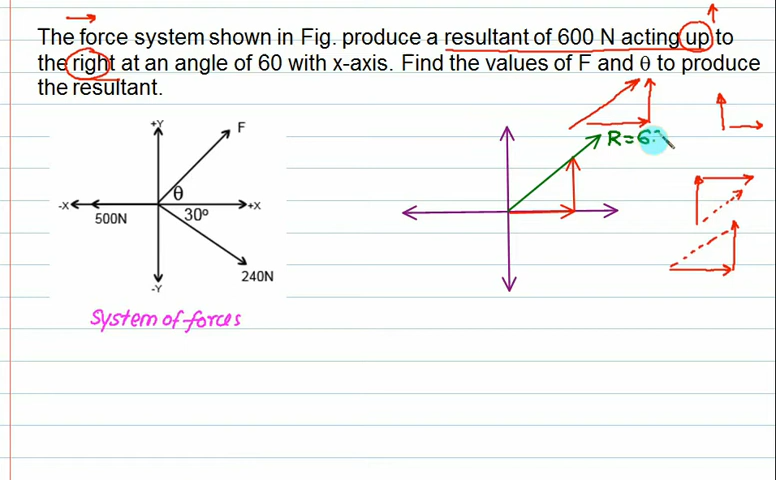 The force system shown in Fig. produce a resultant of 600 N acting up to
the right at an angle of 60 with x-axis. Find the values of F and θ to produce
the resultant.
+Y
F
R=6
θ
-X
+X
500N
30º
240N
-Y
System of forces